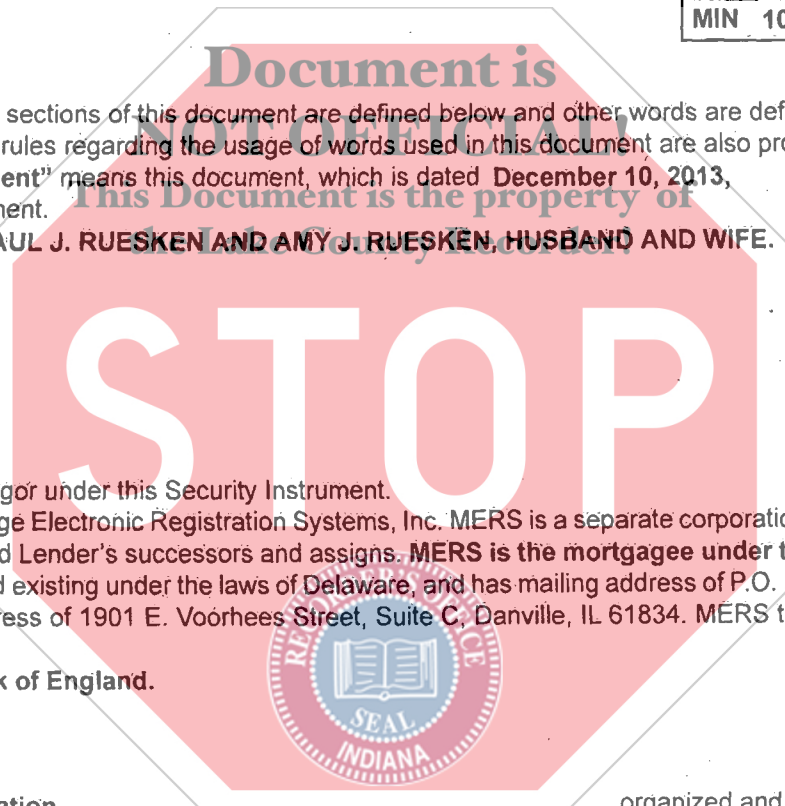 MIN 10
Document is
sections of this document are defined below and other words are def
NOT OFFICIAL!
rules regarding the usage of words used in this document are also pro
ent" means this document, which is dated December 10, 2013,
This Document is the property of
ment.
AUL J. RUESKEN AND AMY J. RUESKEN, HUSBAND AND WIFE.
the Lake County Recorder!
STOP
gor under this Security Instrument.
ge Electronic Registration Systems, Inc. MERS is a separate corporatio
d Lender's successors and assigns. MERS is the mortgagee under t
d existing under the laws of Delaware, and has mailing address of P.O.
ress of 1901 E. Voorhees Street, Suite C, Danville, IL 61834. MERS t
RECORDER'S OFFICE
k of England.
SEAL
INDIANA
ation
organized and